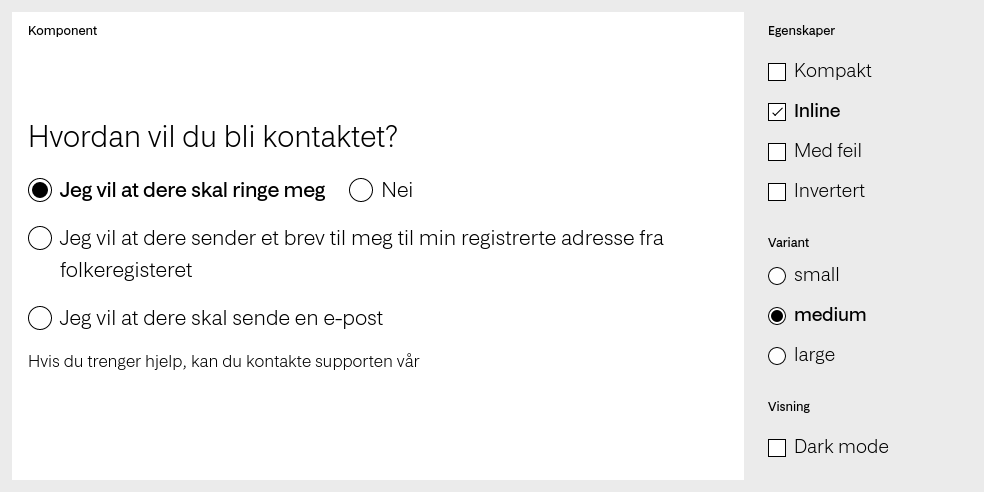 Komponent
Hvordan vil du bli kontaktet?
Jeg vil at dere skal ringe meg Nei
Jeg vil at dere sender et brev til meg til min registrerte adresse fra
folkeregisteret
Jeg vil at dere skal sende en e-post
Hvis du trenger hjelp, kan du kontakte supporten vår
Egenskaper
Kompakt
Inline
Med feil
Invertert
Variant
small
medium
large
Visning
Dark mode